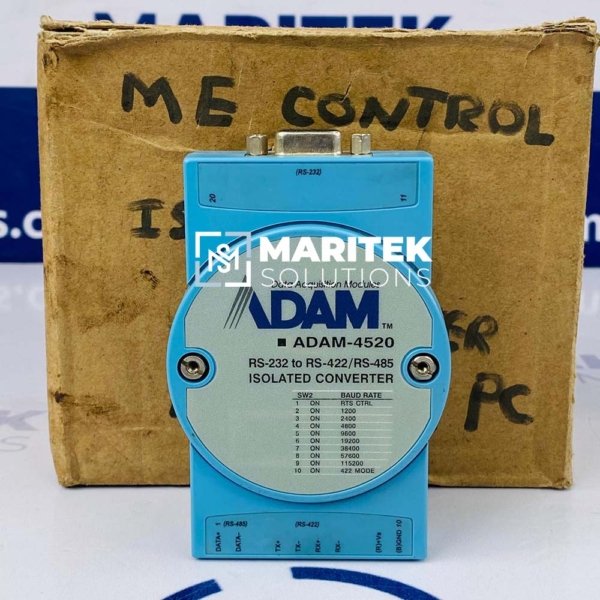 ME CONTROL
IS
(RS-232)
20
11
MARITEK
SOLUTIONS
Data Acquisition Modules
ADAM
TM
■ ADAM-4520
RS-232 to RS-422/RS-485
ISOLATED CONVERTER
SW2 BAUD RATE
1 ON RTS CTRL
2 ON 1200
3 ON 2400
4 ON 4800
5 ON 9600
6 ON 19200
7 ON 38400
8 ON 57600
9 ON 115200
10 ON 422 MODE
PC
1 (RS-485) (RS-422) 10
DATA+ DATA- TX+ TX- RX+ RX- (R)+Vs (B)GND
MARITEK